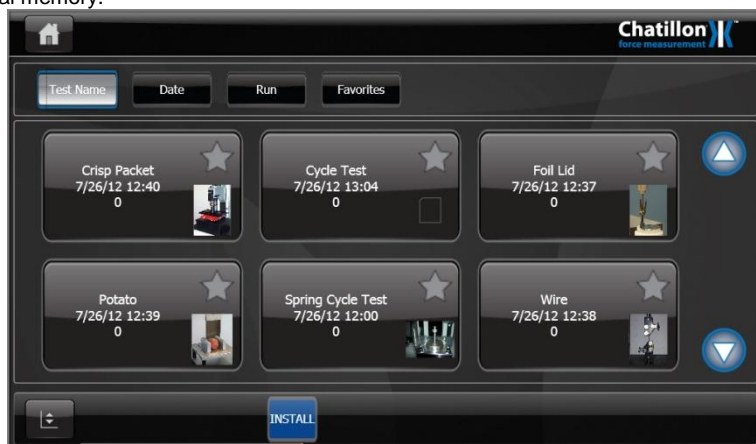 al memory.
Chatillon
force measurement
Test Name
Date
Run
Favorites
Crisp Packet
7/26/12 12:40
0
Cycle Test
7/26/12 13:04
0
Foil Lid
7/26/12 12:37
0
Potato
7/26/12 12:39
0
Spring Cycle Test
7/26/12 12:00
0
Wire
7/26/12 12:38
0
INSTALL